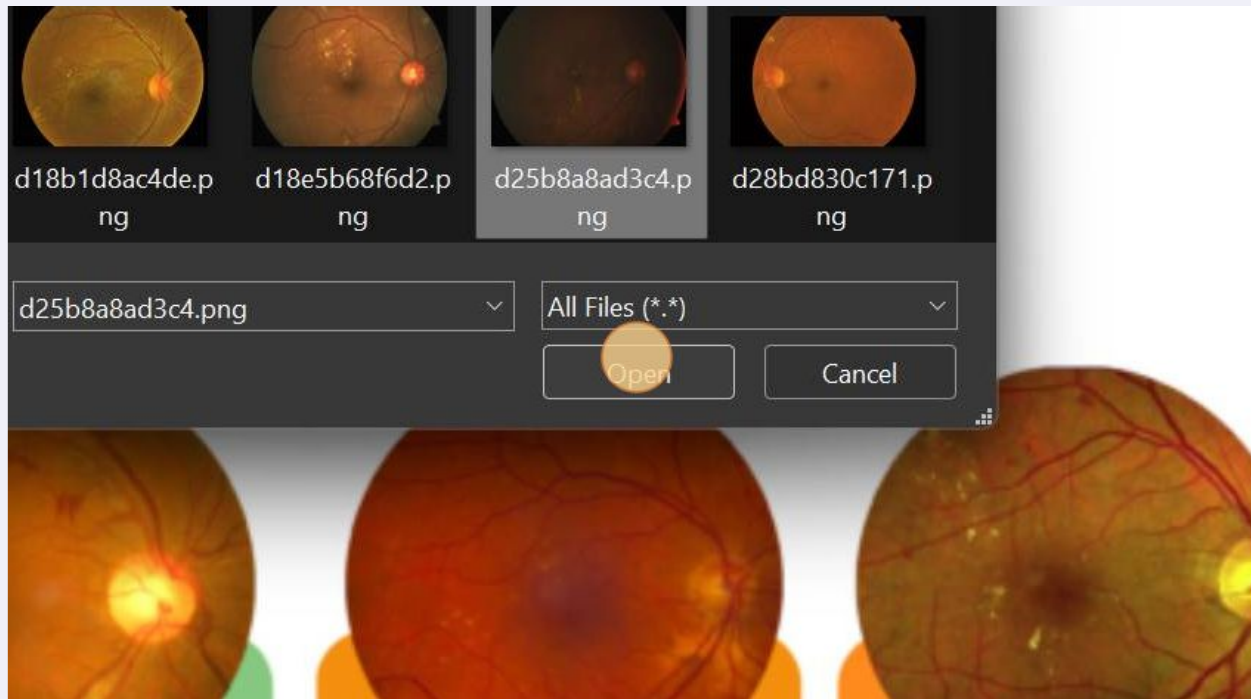 d18b1d8ac4de.p
ng
d18e5b68f6d2.p
ng
d25b8a8ad3c4.p
ng
d28bd830c171.p
ng
d25b8a8ad3c4.png
All Files (*.*)
Open
Cancel